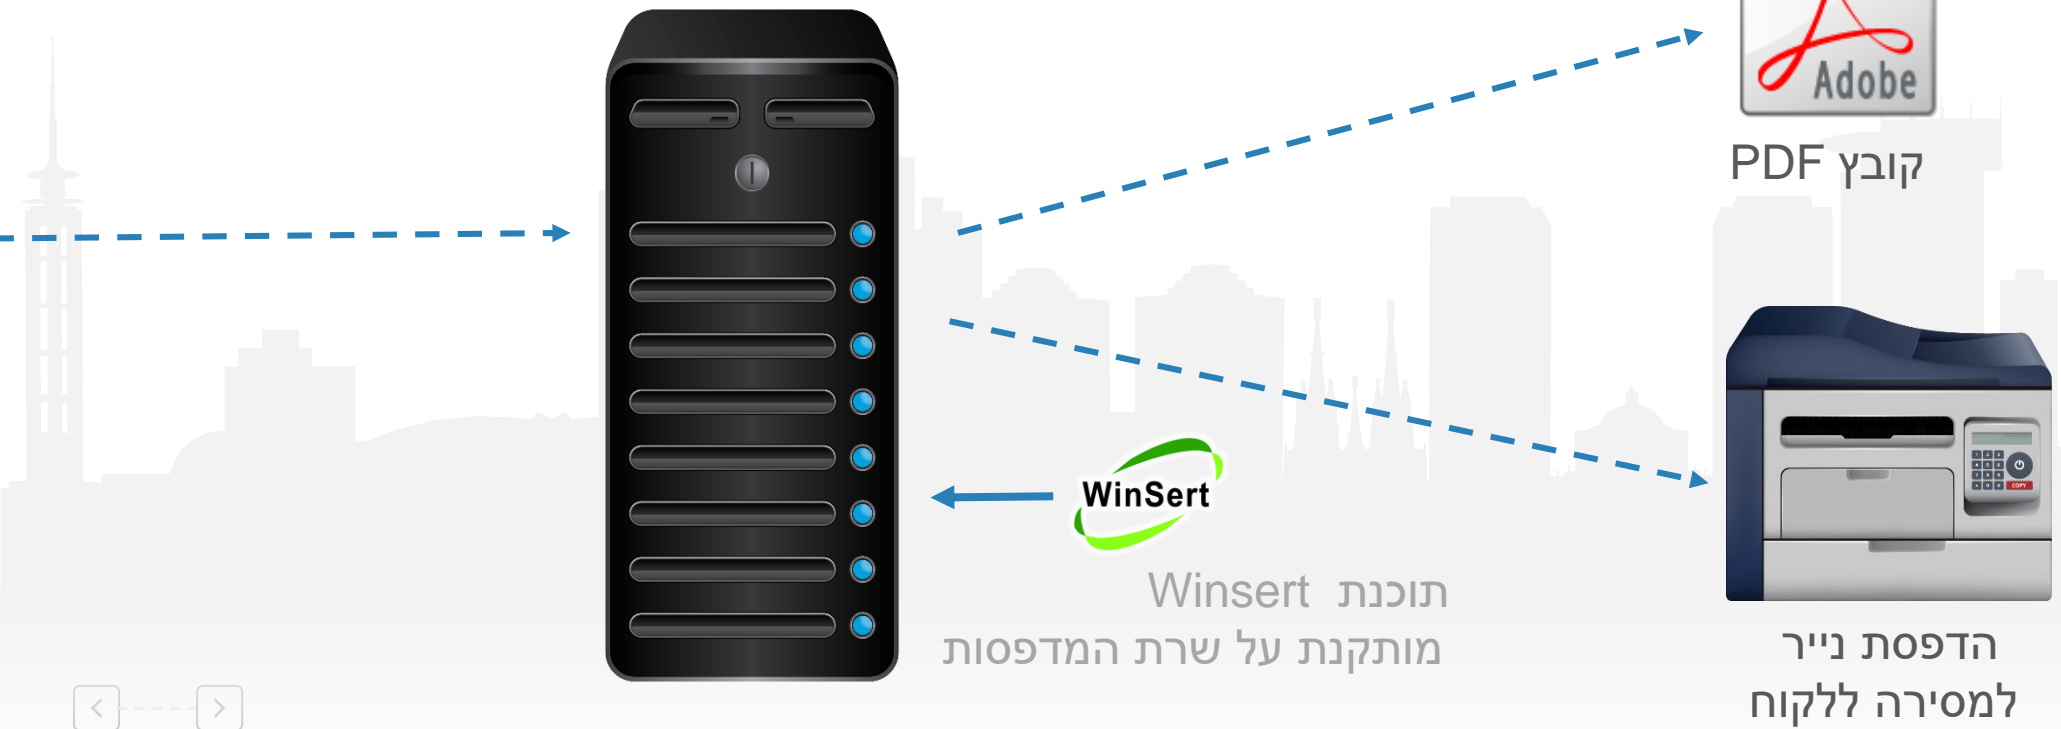 Adobe
קובץ PDF
WinSert
תוכנת Winsert
מותקנת על שרת המדפסות
הדפסת נייר
למסירה ללקוח